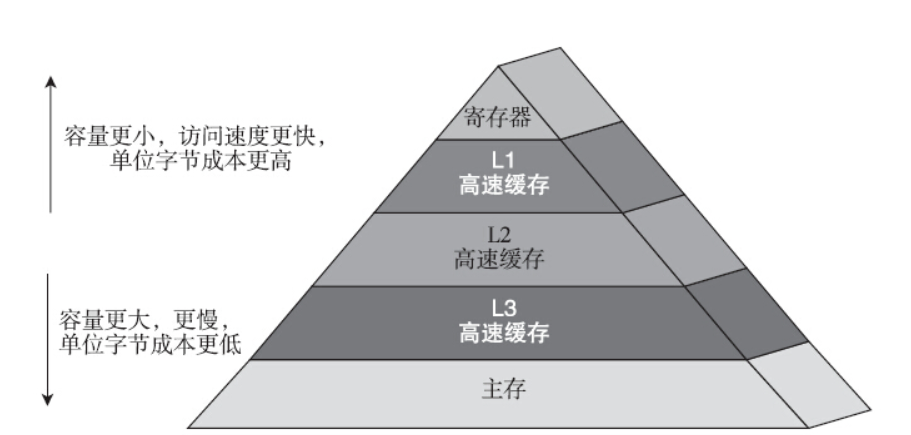 寄存器
容量更小，访问速度更快，
单位字节成本更高
L1
高速缓存
L2
高速缓存
L3
高速缓存
容量更大，更慢，
单位字节成本更低
主存